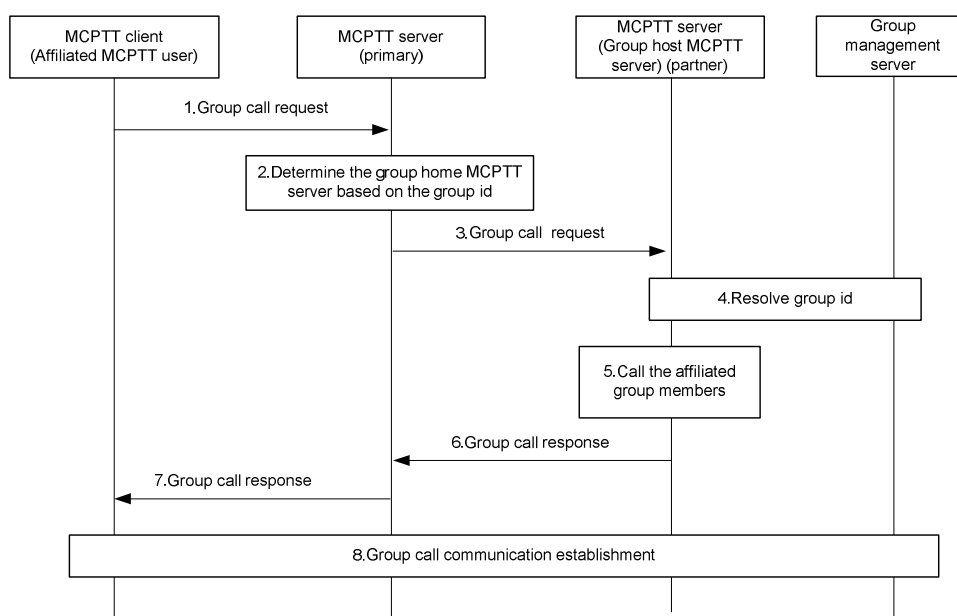 MCPTT client
(Affiliated MCPTT user)
MCPTT server
(primary)
MCPTT server
(Group host MCPTT
server) (partner)
Group
management
server
1.Group call request
2.Determine the group home MCPTT
server based on the group id
3.Group call request
4.Resolve group id
5.Call the affiliated
group members
6.Group call response
7.Group call response
8.Group call communication establishment